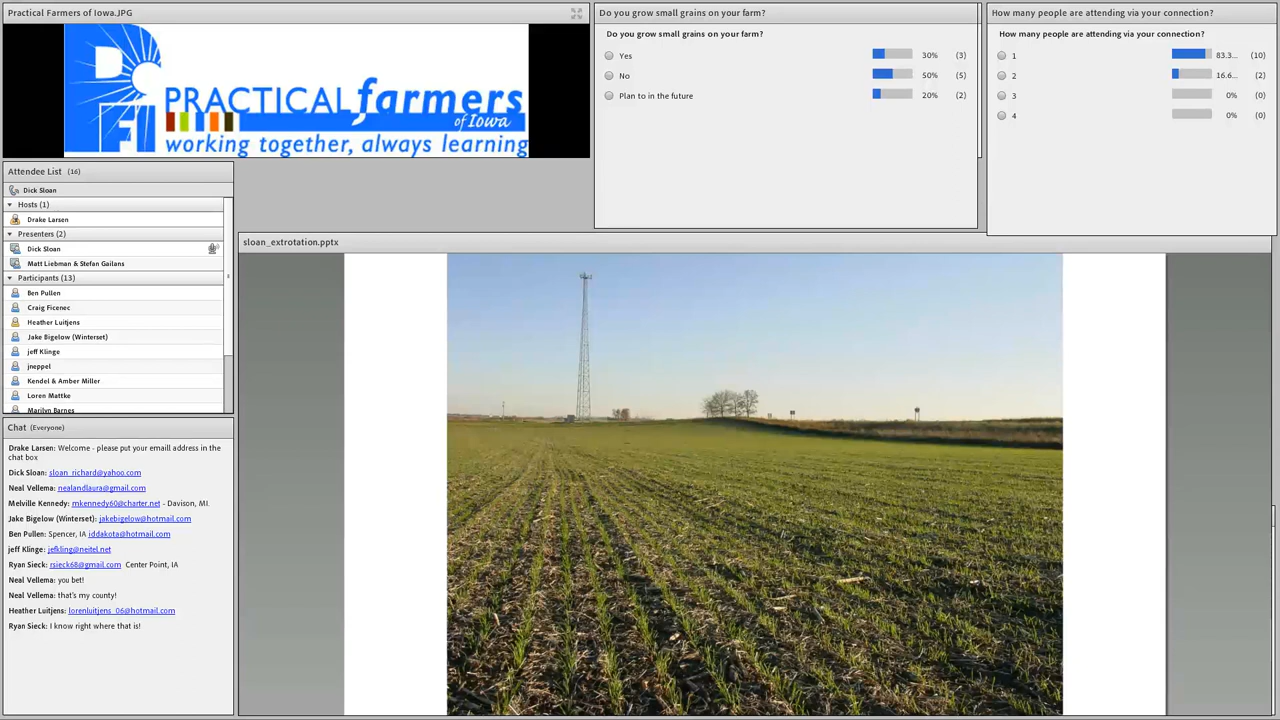 Practical Farmers of Iowa.JPG
PRACTICAL farmers
of Iowa
working together, always learning
Do you grow small grains on your farm?
Do you grow small grains on your farm?
Yes 30% (3)
No 50% (5)
Plan to in the future 20% (2)
How many people are attending via your connection?
How many people are attending via your connection?
1 83.3... (10)
2 16.6... (2)
3 0% (0)
4 0% (0)
Attendee List (16)
Dick Sloan
Hosts (1)
Drake Larsen
Presenters (2)
Dick Sloan
Matt Liebman & Stefan Gailans
Participants (13)
Ben Pullen
Craig Ficenec
Heather Luitjens
Jake Bigelow (Winterset)
jeff Klinge
jneppel
Kendel & Amber Miller
Loren Mattke
Marilyn Barnes
Chat (Everyone)
Drake Larsen: Welcome - please put your emaill address in the
chat box
Dick Sloan: sloan_richard@yahoo.com
Neal Vellema: nealandlaura@gmail.com
Melville Kennedy: mkennedy60@charter.net - Davison, MI.
Jake Bigelow (Winterset): jakebigelow@hotmail.com
Ben Pullen: Spencer, IA iddakota@hotmail.com
jeff Klinge: jefkling@neitel.net
Ryan Sieck: rsieck68@gmail.com Center Point, IA
Neal Vellema: you bet!
Neal Vellema: that's my county!
Heather Luitjens: lorenluitjens_06@hotmail.com
Ryan Sieck: I know right where that is!
sloan_extrotation.pptx